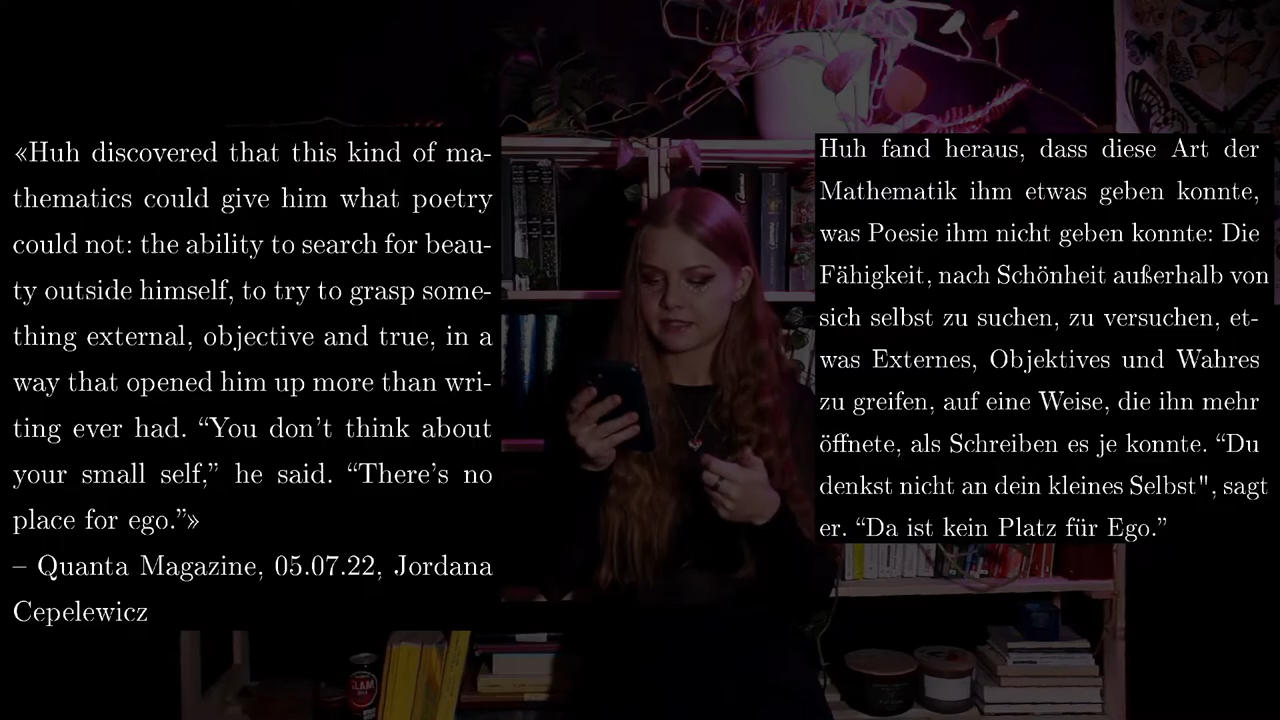 «Huh discovered that this kind of ma-
thematics could give him what poetry
could not: the ability to search for beau-
ty outside himself, to try to grasp some-
thing external, objective and true, in a
way that opened him up more than wri-
ting ever had. “You don’t think about
your small self,” he said. “There’s no
place for ego.”»
– Quanta Magazine, 05.07.22, Jordana
Cepelewicz
Huh fand heraus, dass diese Art der
Mathematik ihm etwas geben konnte,
was Poesie ihm nicht geben konnte: Die
Fähigkeit, nach Schönheit außerhalb von
sich selbst zu suchen, zu versuchen, et-
was Externes, Objektives und Wahres
zu greifen, auf eine Weise, die ihn mehr
öffnete, als Schreiben es je konnte. “Du
denkst nicht an dein kleines Selbst", sagt
er. “Da ist kein Platz für Ego.”